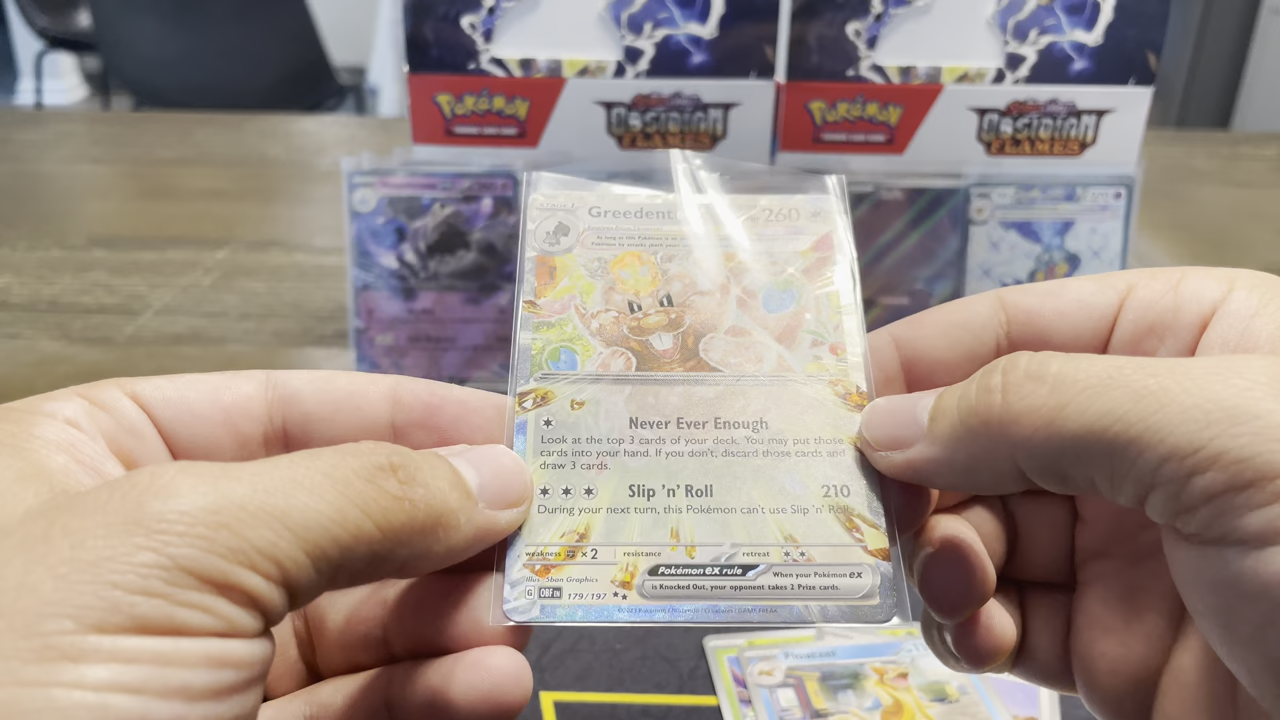 Pokémon
OBSIDIAN
FLAMES
Pokémon
OBSIDIAN
FLAMES
STAGE 1
Greedent
260
Never Ever Enough
Look at the top 3 cards of your deck. You may put those
cards into your hand. If you don't, discard those cards and
draw 3 cards.
Slip 'n' Roll 210
During your next turn, this Pokémon can't use Slip 'n' Roll.
weakness ×2 resistance retreat
Pokémon ex rule When your Pokémon ex
is Knocked Out, your opponent takes 2 Prize cards.
Illus. 5ban Graphics
G OBF EN 179/197
©2023 Pokémon / Nintendo / Creatures / GAME FREAK